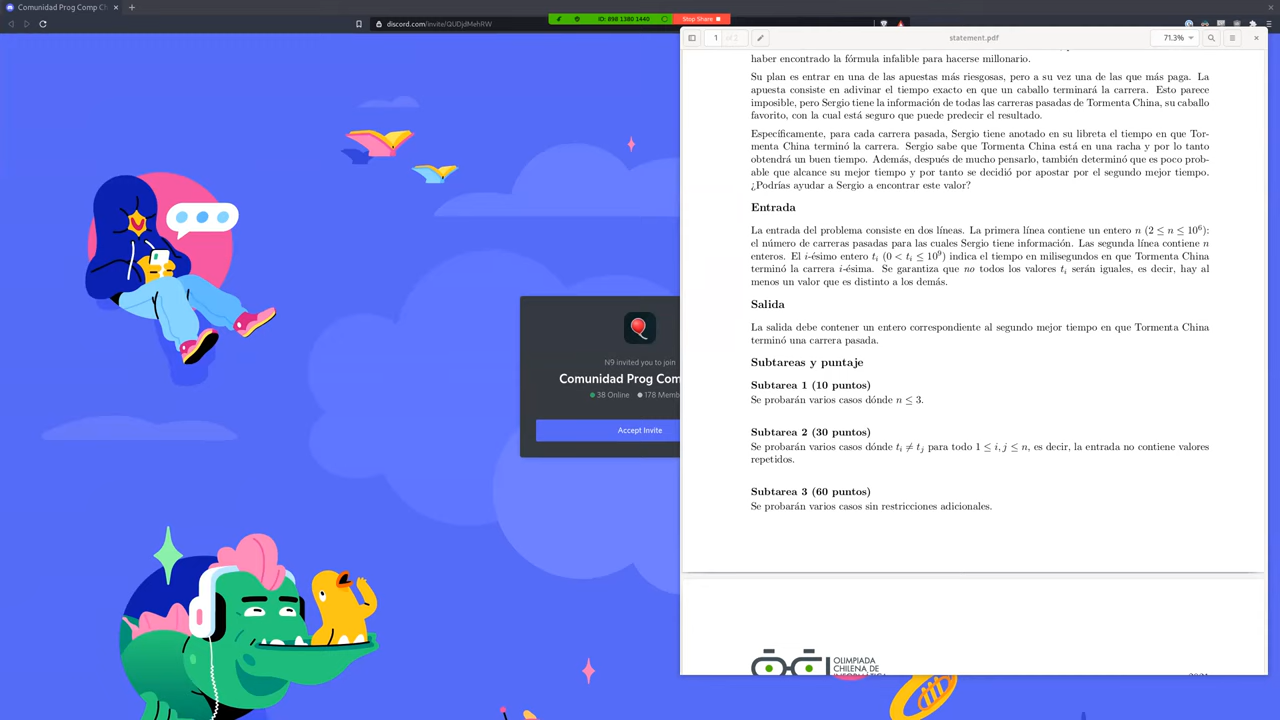 Comunidad Prog Comp C
discord.com/invite/QUDjdMehRW
ID: 898 1380 1440
Stop Share
1 of 2
statement.pdf
71.3%
haber encontrado la fórmula infalible para hacerse millonario.
Su plan es entrar en una de las apuestas más riesgosas, pero a su vez una de las que más paga. La
apuesta consiste en adivinar el tiempo exacto en que un caballo terminará la carrera. Esto parece
imposible, pero Sergio tiene la información de todas las carreras pasadas de Tormenta China, su caballo
favorito, con la cual está seguro que puede predecir el resultado.
Específicamente, para cada carrera pasada, Sergio tiene anotado en su libreta el tiempo en que Tor-
menta China terminó la carrera. Sergio sabe que Tormenta China está en una racha y por lo tanto
obtendrá un buen tiempo. Además, después de mucho pensarlo, también determinó que es poco prob-
able que alcance su mejor tiempo y por tanto se decidió por apostar por el segundo mejor tiempo.
¿Podrías ayudar a Sergio a encontrar este valor?
Entrada
La entrada del problema consiste en dos líneas. La primera línea contiene un entero n (2 ≤ n ≤ 10⁶):
el número de carreras pasadas para las cuales Sergio tiene información. Las segunda línea contiene n
enteros. El i-ésimo entero tᵢ (0 < tᵢ ≤ 10⁹) indica el tiempo en milisegundos en que Tormenta China
terminó la carrera i-ésima. Se garantiza que no todos los valores tᵢ serán iguales, es decir, hay al
menos un valor que es distinto a los demás.
Salida
La salida debe contener un entero correspondiente al segundo mejor tiempo en que Tormenta China
terminó una carrera pasada.
Subtareas y puntaje
Subtarea 1 (10 puntos)
Se probarán varios casos dónde n ≤ 3.
Subtarea 2 (30 puntos)
Se probarán varios casos dónde tᵢ ≠ tⱼ para todo 1 ≤ i, j ≤ n, es decir, la entrada no contiene valores
repetidos.
Subtarea 3 (60 puntos)
Se probarán varios casos sin restricciones adicionales.
OLIMPIADA
CHILENA DE
N9 invited you to join
Comunidad Prog Com
38 Online 178 Memb
Accept Invite